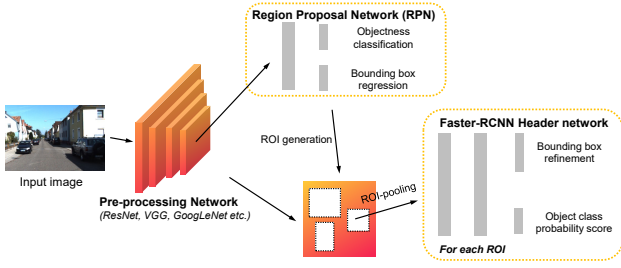 Region Proposal Network (RPN)
Objectness
classification
Bounding box
regression
Input image
Pre-processing Network
(ResNet, VGG, GoogLeNet etc.)
ROI generation
ROI-pooling
Faster-RCNN Header network
Bounding box
refinement
Object class
probability score
For each ROI